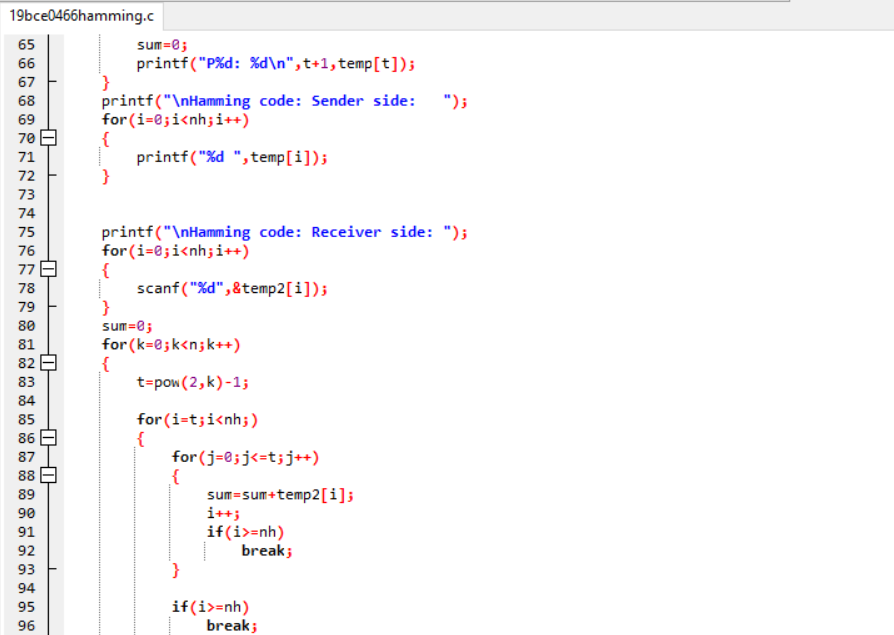 19bce0466hamming.c
65 sum=0;
66 printf("P%d: %d\n",t+1,temp[t]);
67 }
68 printf("\nHamming code: Sender side:   ");
69 for(i=0;i<nh;i++)
70 {
71 printf("%d ",temp[i]);
72 }
73
74
75 printf("\nHamming code: Receiver side: ");
76 for(i=0;i<nh;i++)
77 {
78 scanf("%d",&temp2[i]);
79 }
80 sum=0;
81 for(k=0;k<n;k++)
82 {
83 t=pow(2,k)-1;
84
85 for(i=t;i<nh;)
86 {
87 for(j=0;j<=t;j++)
88 {
89 sum=sum+temp2[i];
90 i++;
91 if(i>=nh)
92 break;
93 }
94
95 if(i>=nh)
96 break;